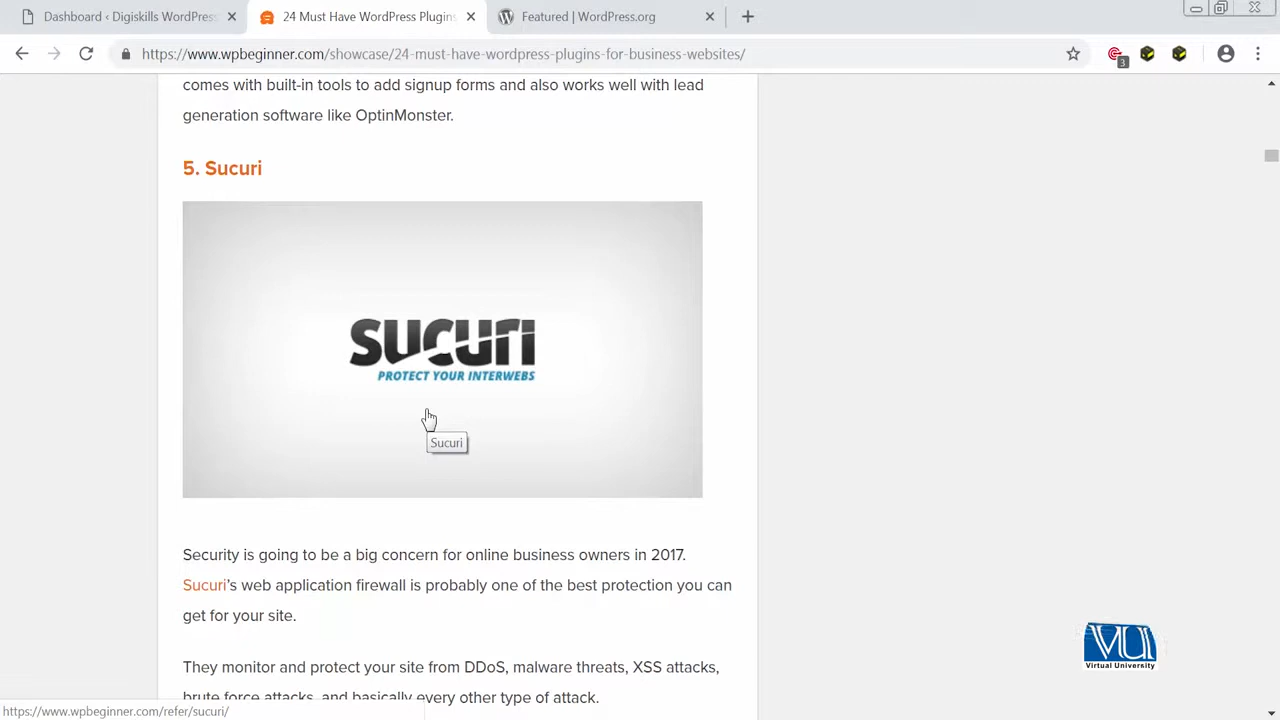 Dashboard ‹ Digiskills WordPress
24 Must Have WordPress Plugins
Featured | WordPress.org
https://www.wpbeginner.com/showcase/24-must-have-wordpress-plugins-for-business-websites/
3
comes with built-in tools to add signup forms and also works well with lead
generation software like OptinMonster.
5. Sucuri
SUCURI
PROTECT YOUR INTERWEBS
Sucuri
Security is going to be a big concern for online business owners in 2017.
Sucuri's web application firewall is probably one of the best protection you can
get for your site.
They monitor and protect your site from DDoS, malware threats, XSS attacks,
brute force attacks, and basically every other type of attack.
VU
Virtual University
https://www.wpbeginner.com/refer/sucuri/